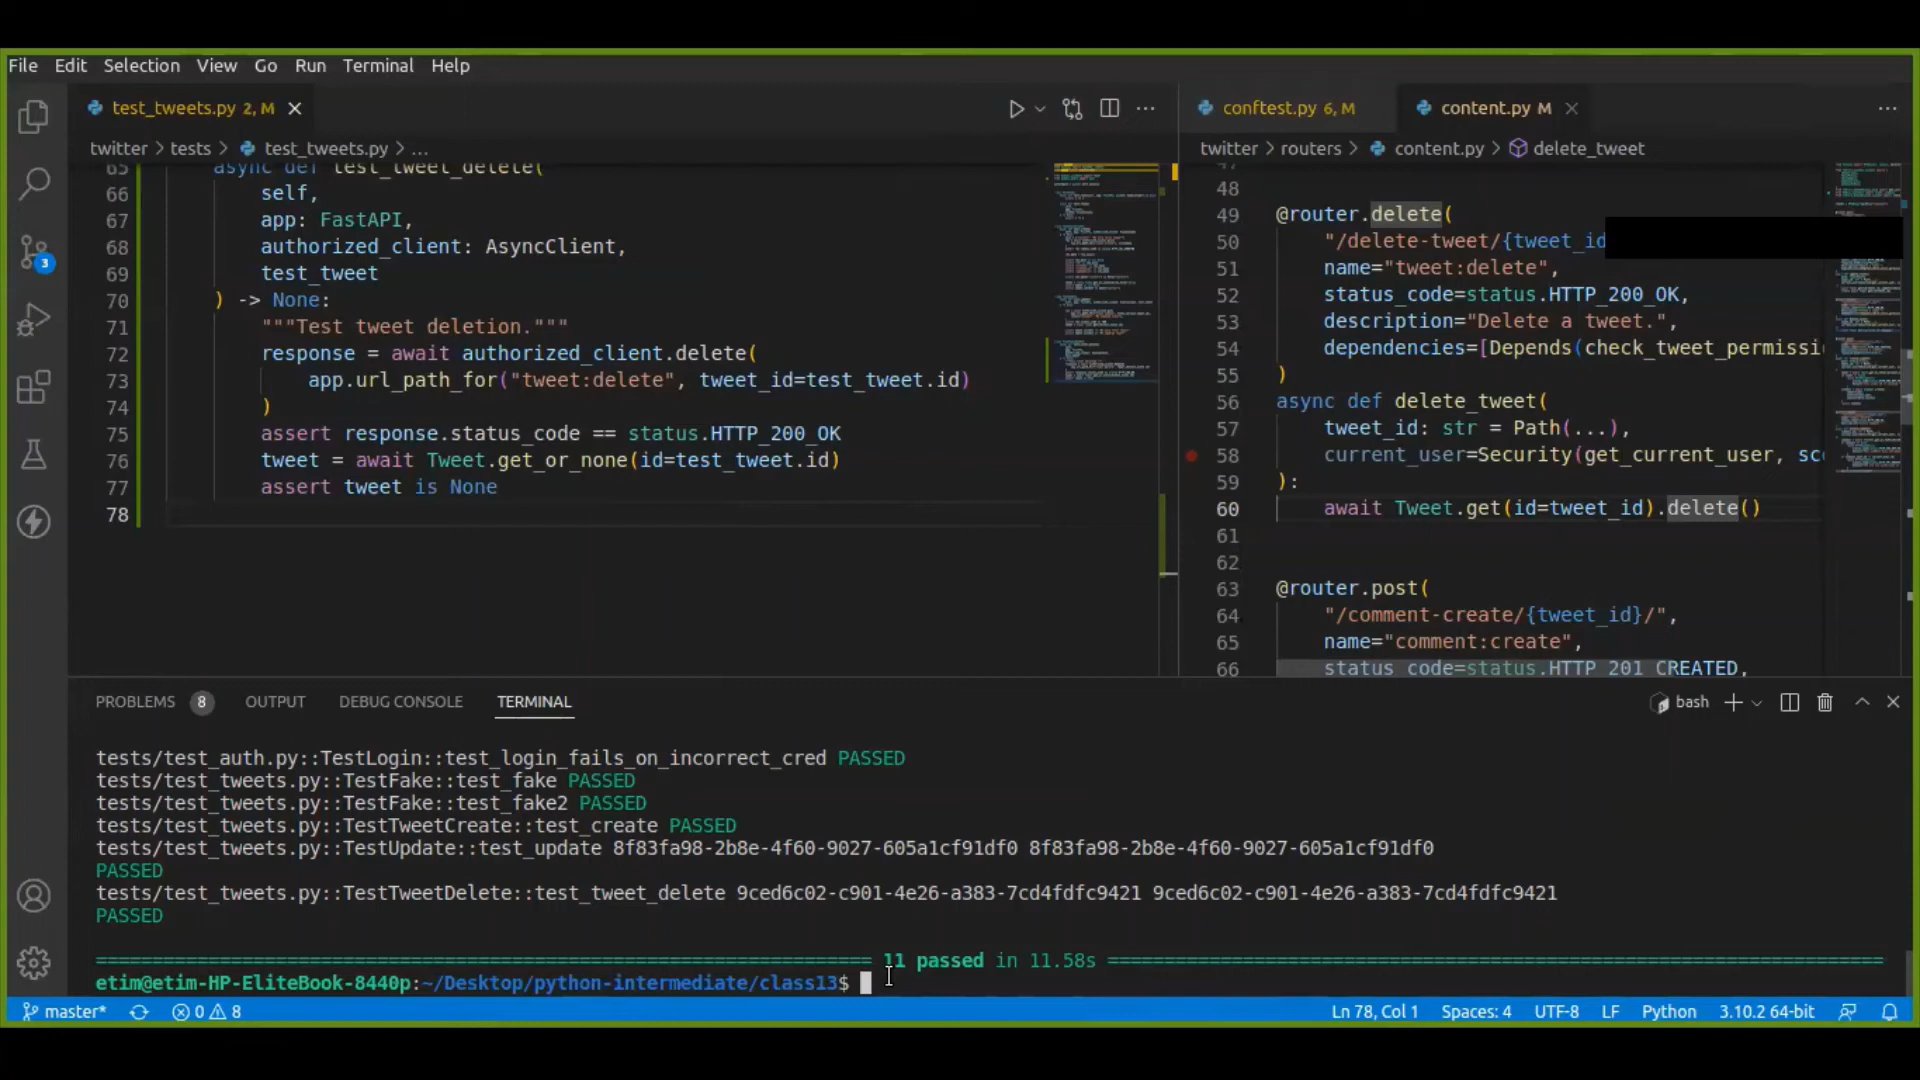 File Edit Selection View Go Run Terminal Help
test_tweets.py 2, M
twitter > tests > test_tweets.py > ...
65 async def test_tweet_delete(
66 self,
67 app: FastAPI,
68 authorized_client: AsyncClient,
69 test_tweet
70 ) -> None:
71 """Test tweet deletion."""
72 response = await authorized_client.delete(
73 app.url_path_for("tweet:delete", tweet_id=test_tweet.id)
74 )
75 assert response.status_code == status.HTTP_200_OK
76 tweet = await Tweet.get_or_none(id=test_tweet.id)
77 assert tweet is None
78
conftest.py 6, M content.py M
twitter > routers > content.py > delete_tweet
47
48
49 @router.delete(
50 "/delete-tweet/{tweet_id
51 name="tweet:delete",
52 status_code=status.HTTP_200_OK,
53 description="Delete a tweet.",
54 dependencies=[Depends(check_tweet_permissi
55 )
56 async def delete_tweet(
57 tweet_id: str = Path(...),
58 current_user=Security(get_current_user, sco
59 ):
60 await Tweet.get(id=tweet_id).delete()
61
62
63 @router.post(
64 "/comment-create/{tweet_id}/",
65 name="comment:create",
66 status_code=status.HTTP_201_CREATED,
PROBLEMS 8 OUTPUT DEBUG CONSOLE TERMINAL
bash
tests/test_auth.py::TestLogin::test_login_fails_on_incorrect_cred PASSED
tests/test_tweets.py::TestFake::test_fake PASSED
tests/test_tweets.py::TestFake::test_fake2 PASSED
tests/test_tweets.py::TestTweetCreate::test_create PASSED
tests/test_tweets.py::TestUpdate::test_update 8f83fa98-2b8e-4f60-9027-605a1cf91df0 8f83fa98-2b8e-4f60-9027-605a1cf91df0
PASSED
tests/test_tweets.py::TestTweetDelete::test_tweet_delete 9ced6c02-c901-4e26-a383-7cd4fdfc9421 9ced6c02-c901-4e26-a383-7cd4fdfc9421
PASSED
11 passed in 11.58s
etim@etim-HP-EliteBook-8440p:~/Desktop/python-intermediate/class13$
3
master* 0 8
Ln 78, Col 1 Spaces: 4 UTF-8 LF Python 3.10.2 64-bit